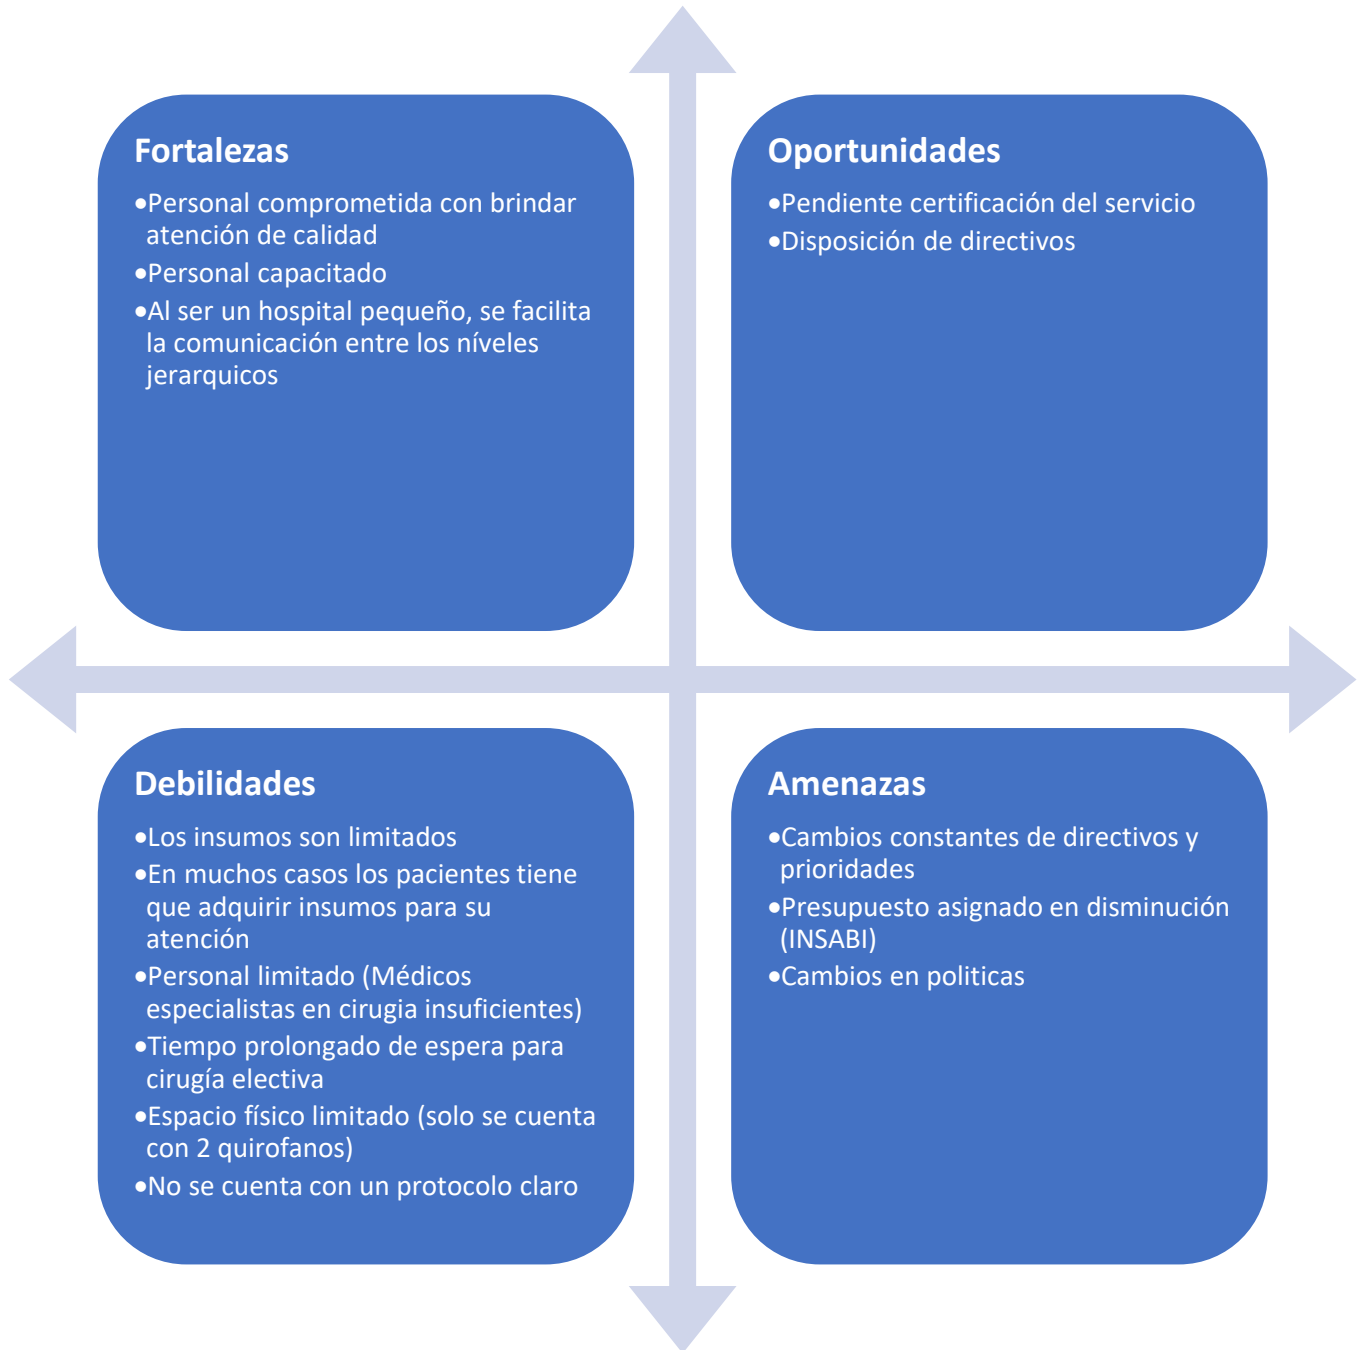 Fortalezas
•Personal comprometida con brindar
atención de calidad
•Personal capacitado
•Al ser un hospital pequeño, se facilita
la comunicación entre los níveles
jerarquicos
Oportunidades
•Pendiente certificación del servicio
•Disposición de directivos
Debilidades
•Los insumos son limitados
•En muchos casos los pacientes tiene
que adquirir insumos para su
atención
•Personal limitado (Médicos
especialistas en cirugia insuficientes)
•Tiempo prolongado de espera para
cirugía electiva
•Espacio físico limitado (solo se cuenta
con 2 quirofanos)
•No se cuenta con un protocolo claro
Amenazas
•Cambios constantes de directivos y
prioridades
•Presupuesto asignado en disminución
(INSABI)
•Cambios en politicas